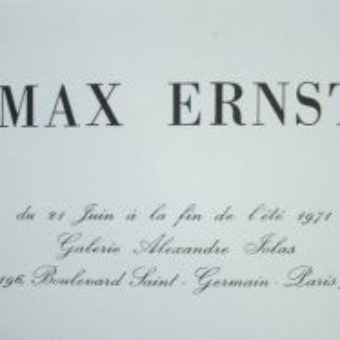 MAX ERNST
du 21 Juin à la fin de l'été 1971
Galerie Alexandre Iolas
196, Boulevard Saint - Germain - Paris